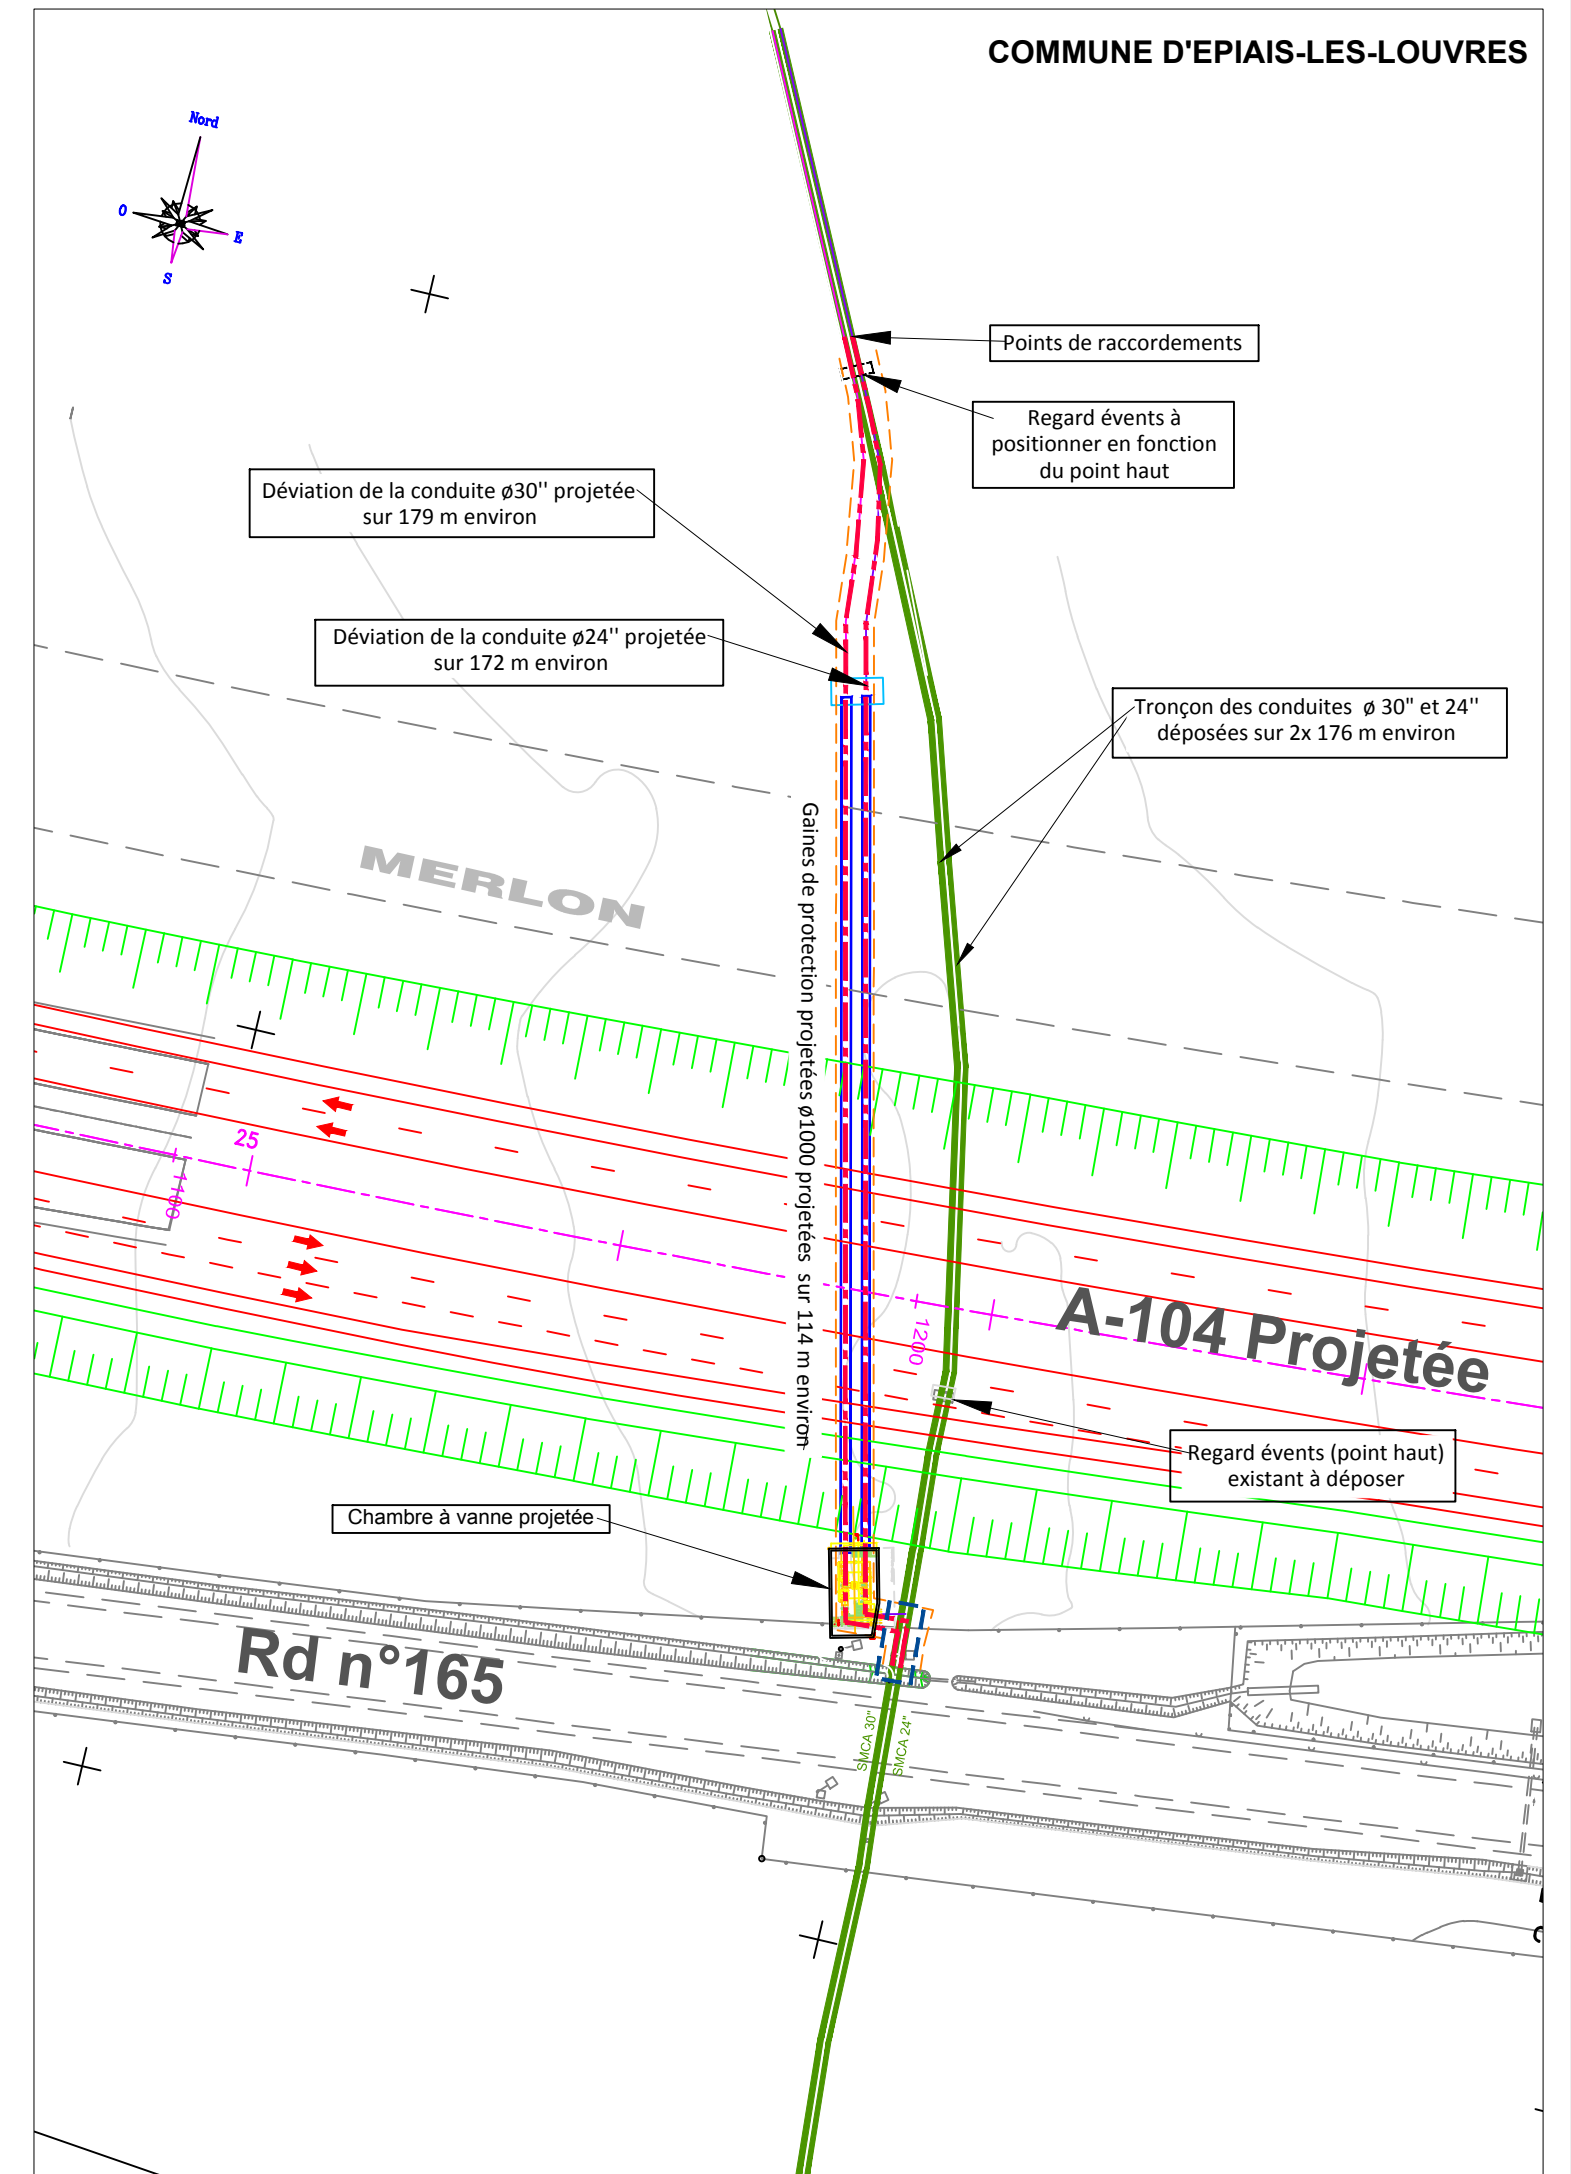 COMMUNE D'EPIAIS-LES-LOUVRES
Nord
O
E
S
Points de raccordements
Regard évents à
positionner en fonction
du point haut
Déviation de la conduite ø30'' projetée
sur 179 m environ
Déviation de la conduite ø24'' projetée
sur 172 m environ
Tronçon des conduites ø 30" et 24''
déposées sur 2x 176 m environ
Gaines de protection projetées ø1000 projetées sur 114 m environ
MERLON
25
1100
1200
A-104 Projetée
Regard évents (point haut)
existant à déposer
Chambre à vanne projetée
Rd n°165
SMCA 30"
SMCA 24"